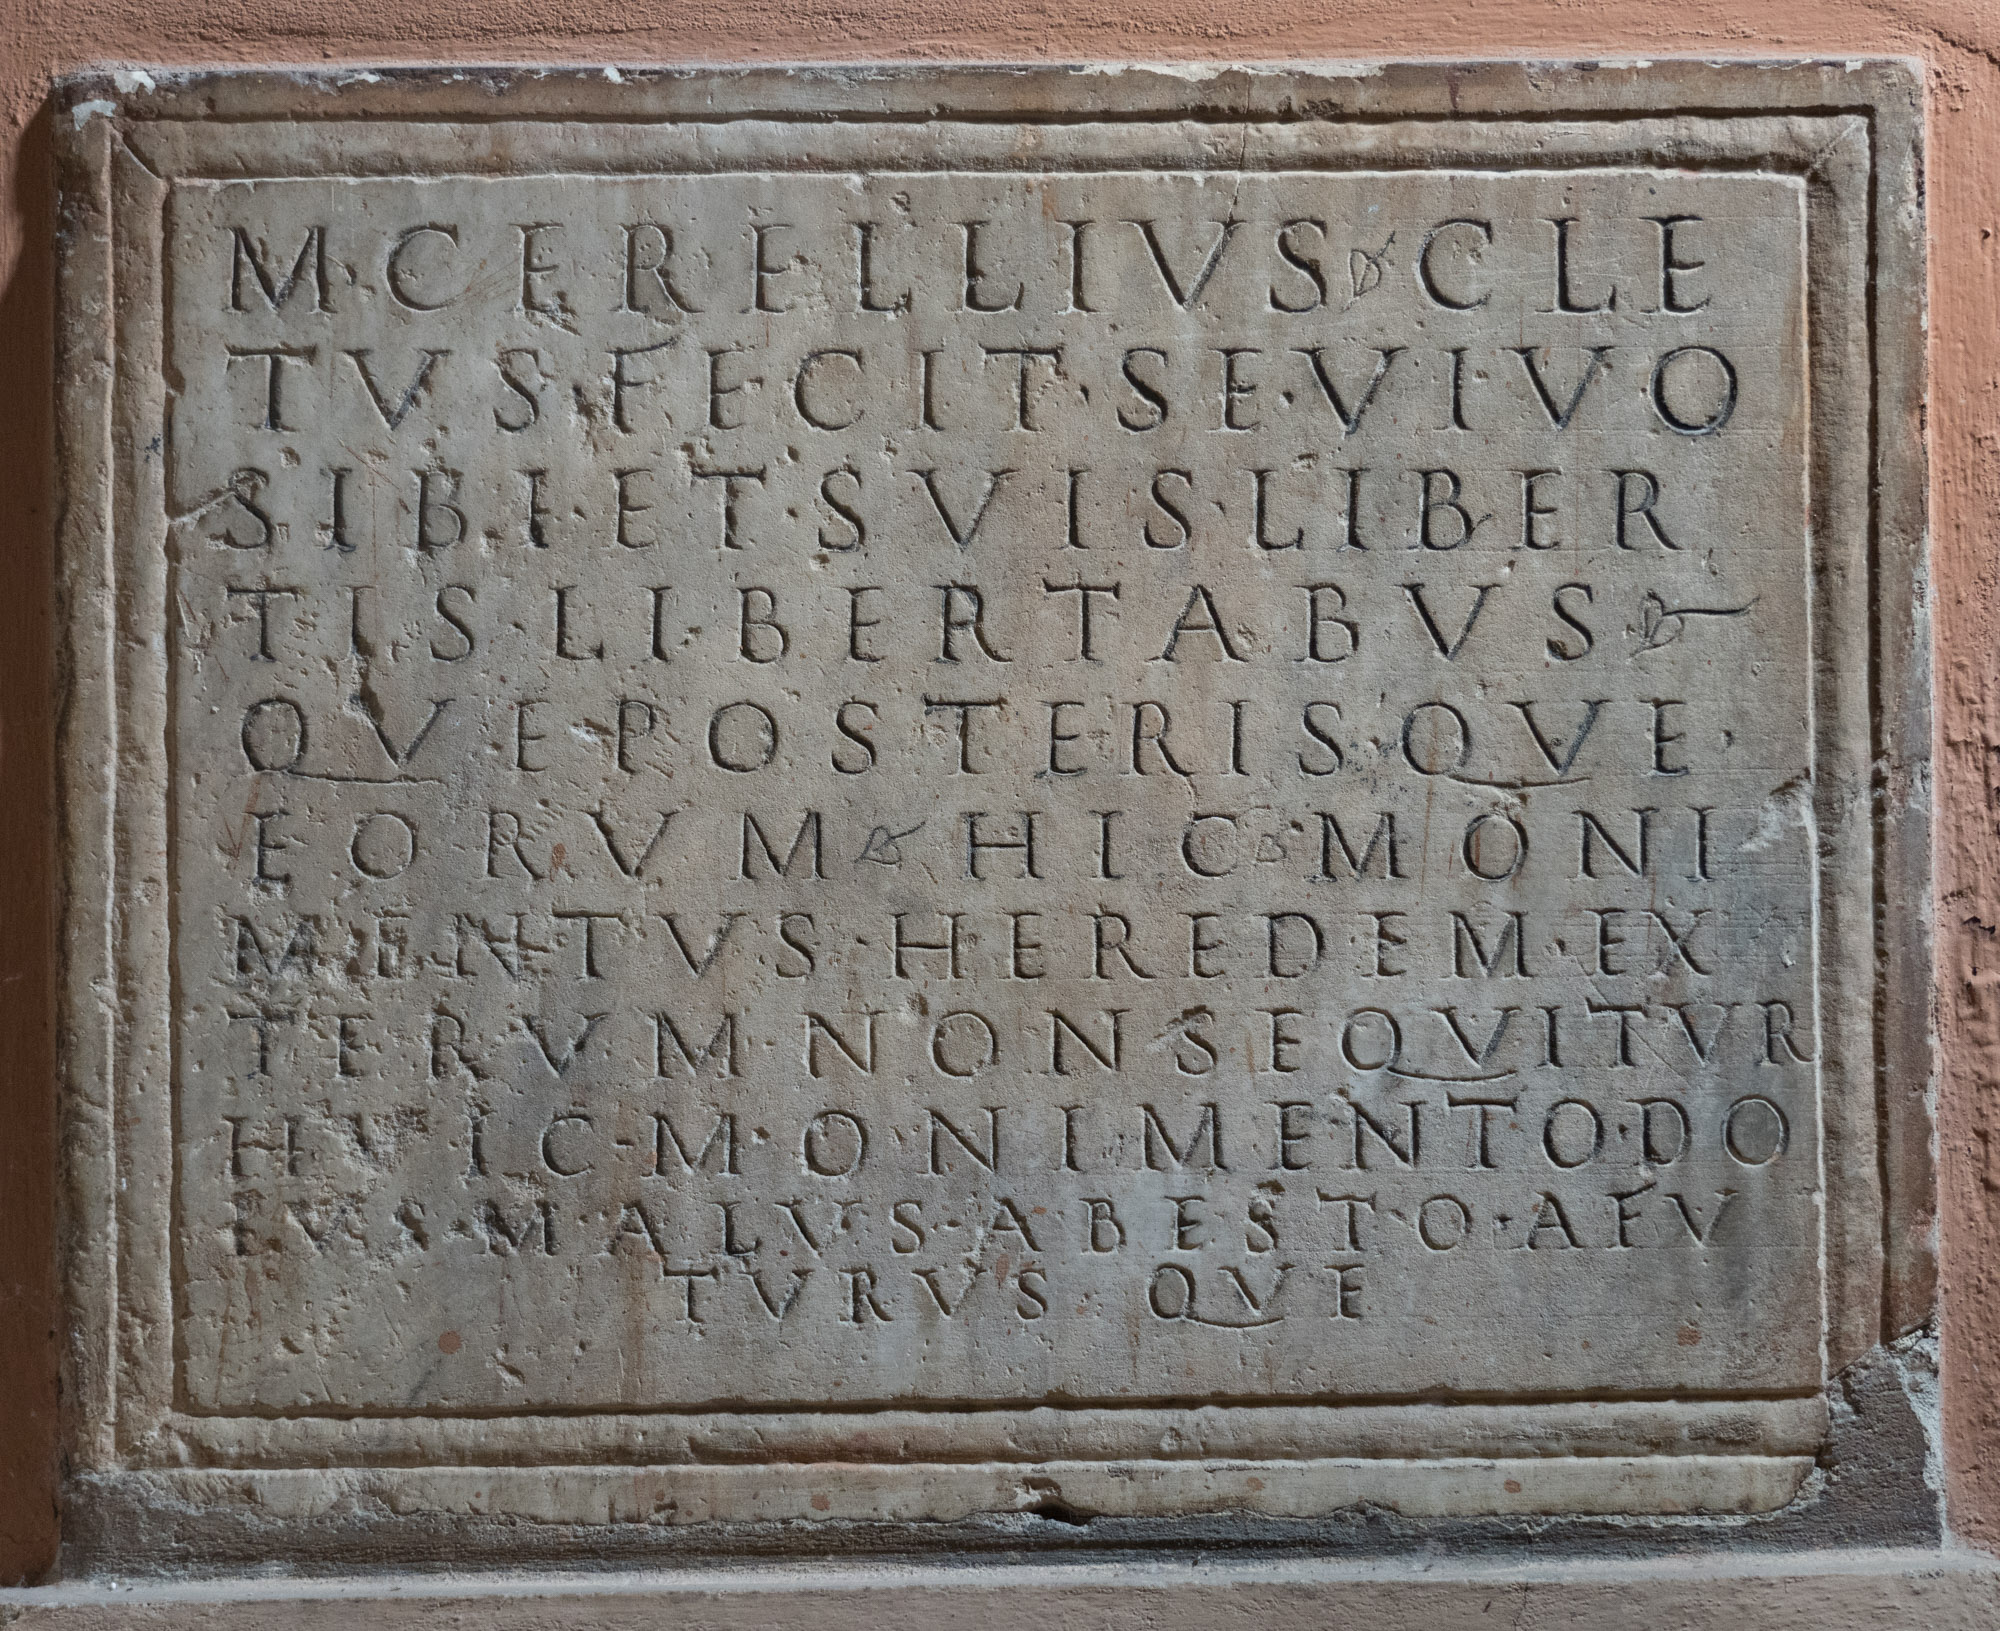 M·CERELLIVS❧CLE
TVS·FECIT·SE·VIVO
SIBI·ET·SVIS·LIBER
TIS·LIBERTABVS❧
QVE POSTERISQVE·
EORVM❧HIC❧MONI
MENTVS·HEREDEM·EX
TERVM·NON SEQVITVR
HVIC·MONIMENTO·DO
LVS·MALVS·ABESTO·AFV
TVRVS QVE